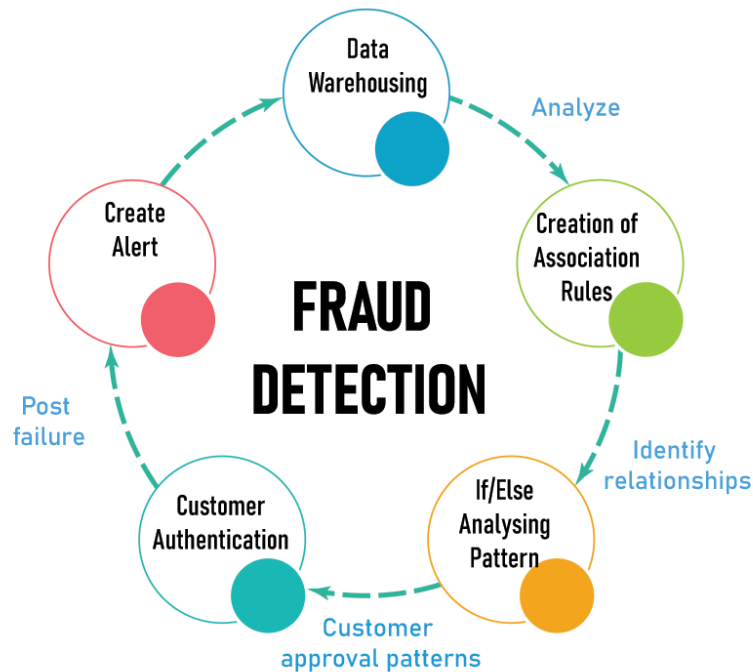 Data
Warehousing
Analyze
Creation of
Association
Rules
Identify
relationships
If/Else
Analysing
Pattern
Customer
approval patterns
Customer
Authentication
Post
failure
Create
Alert
FRAUD
DETECTION